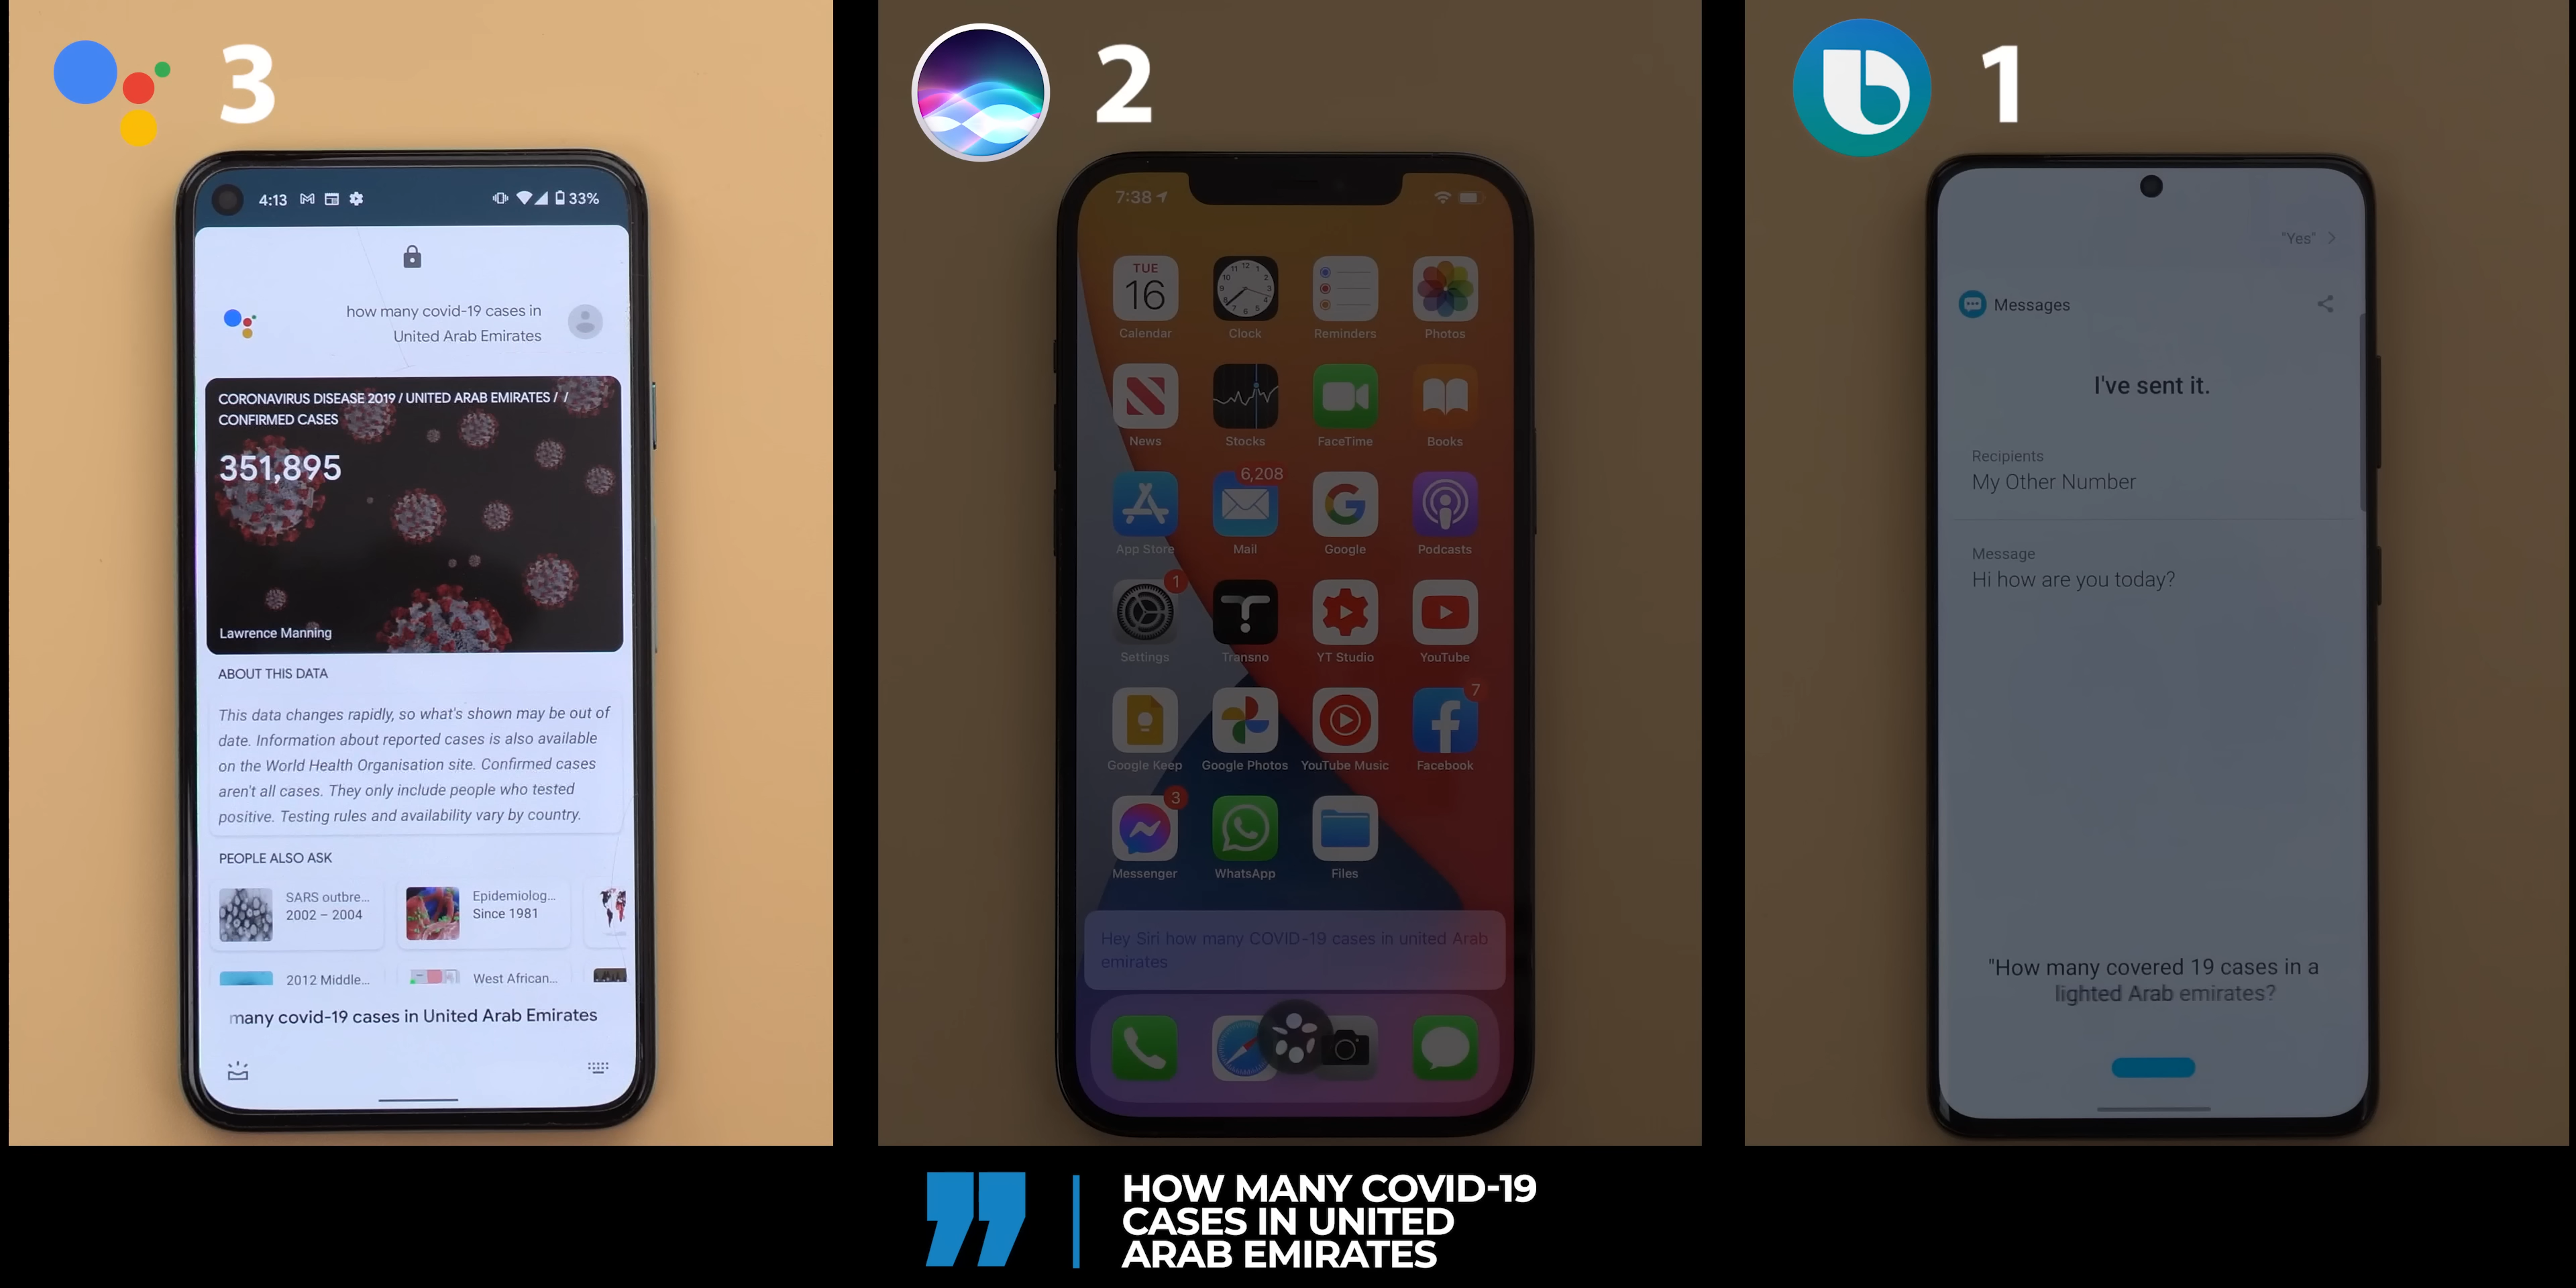 3
4:13
33%
how many covid-19 cases in
United Arab Emirates
CORONAVIRUS DISEASE 2019 / UNITED ARAB EMIRATES / /
CONFIRMED CASES
351,895
Lawrence Manning
ABOUT THIS DATA
This data changes rapidly, so what's shown may be out of
date. Information about reported cases is also available
on the World Health Organisation site. Confirmed cases
aren't all cases. They only include people who tested
positive. Testing rules and availability vary by country.
PEOPLE ALSO ASK
SARS outbre...
2002 – 2004
Epidemiolog...
Since 1981
2012 Middle...
West African...
many covid-19 cases in United Arab Emirates
2
7:38
TUE
16
Calendar
Clock
Reminders
Photos
News
Stocks
FaceTime
Books
6,208
App Store
Mail
Google
Podcasts
1
Settings
Transno
YT Studio
YouTube
7
Google Keep
Google Photos
YouTube Music
Facebook
3
Messenger
WhatsApp
Files
Hey Siri how many COVID-19 cases in united Arab
emirates
1
"Yes"
Messages
I've sent it.
Recipients
My Other Number
Message
Hi how are you today?
"How many covered 19 cases in a
lighted Arab emirates?
HOW MANY COVID-19
CASES IN UNITED
ARAB EMIRATES